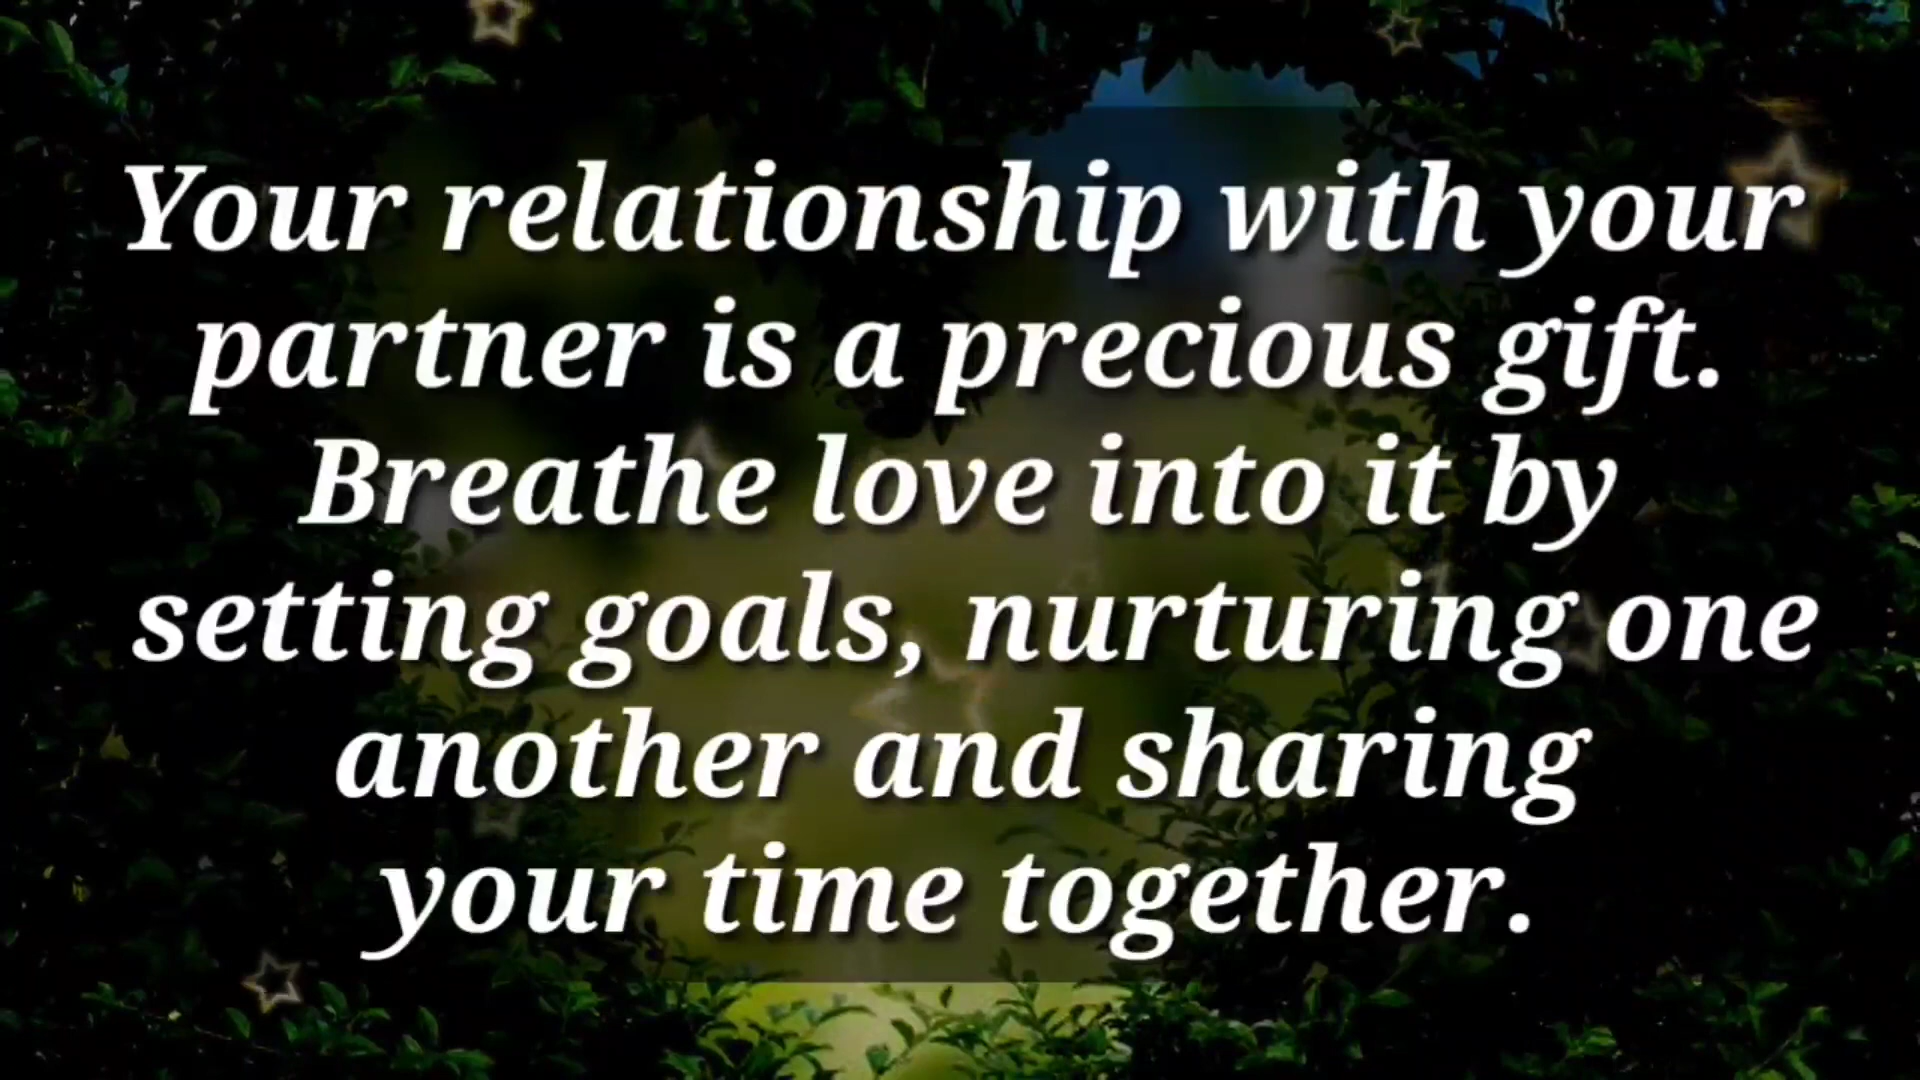 Your relationship with your
partner is a precious gift.
Breathe love into it by
setting goals, nurturing one
another and sharing
your time together.